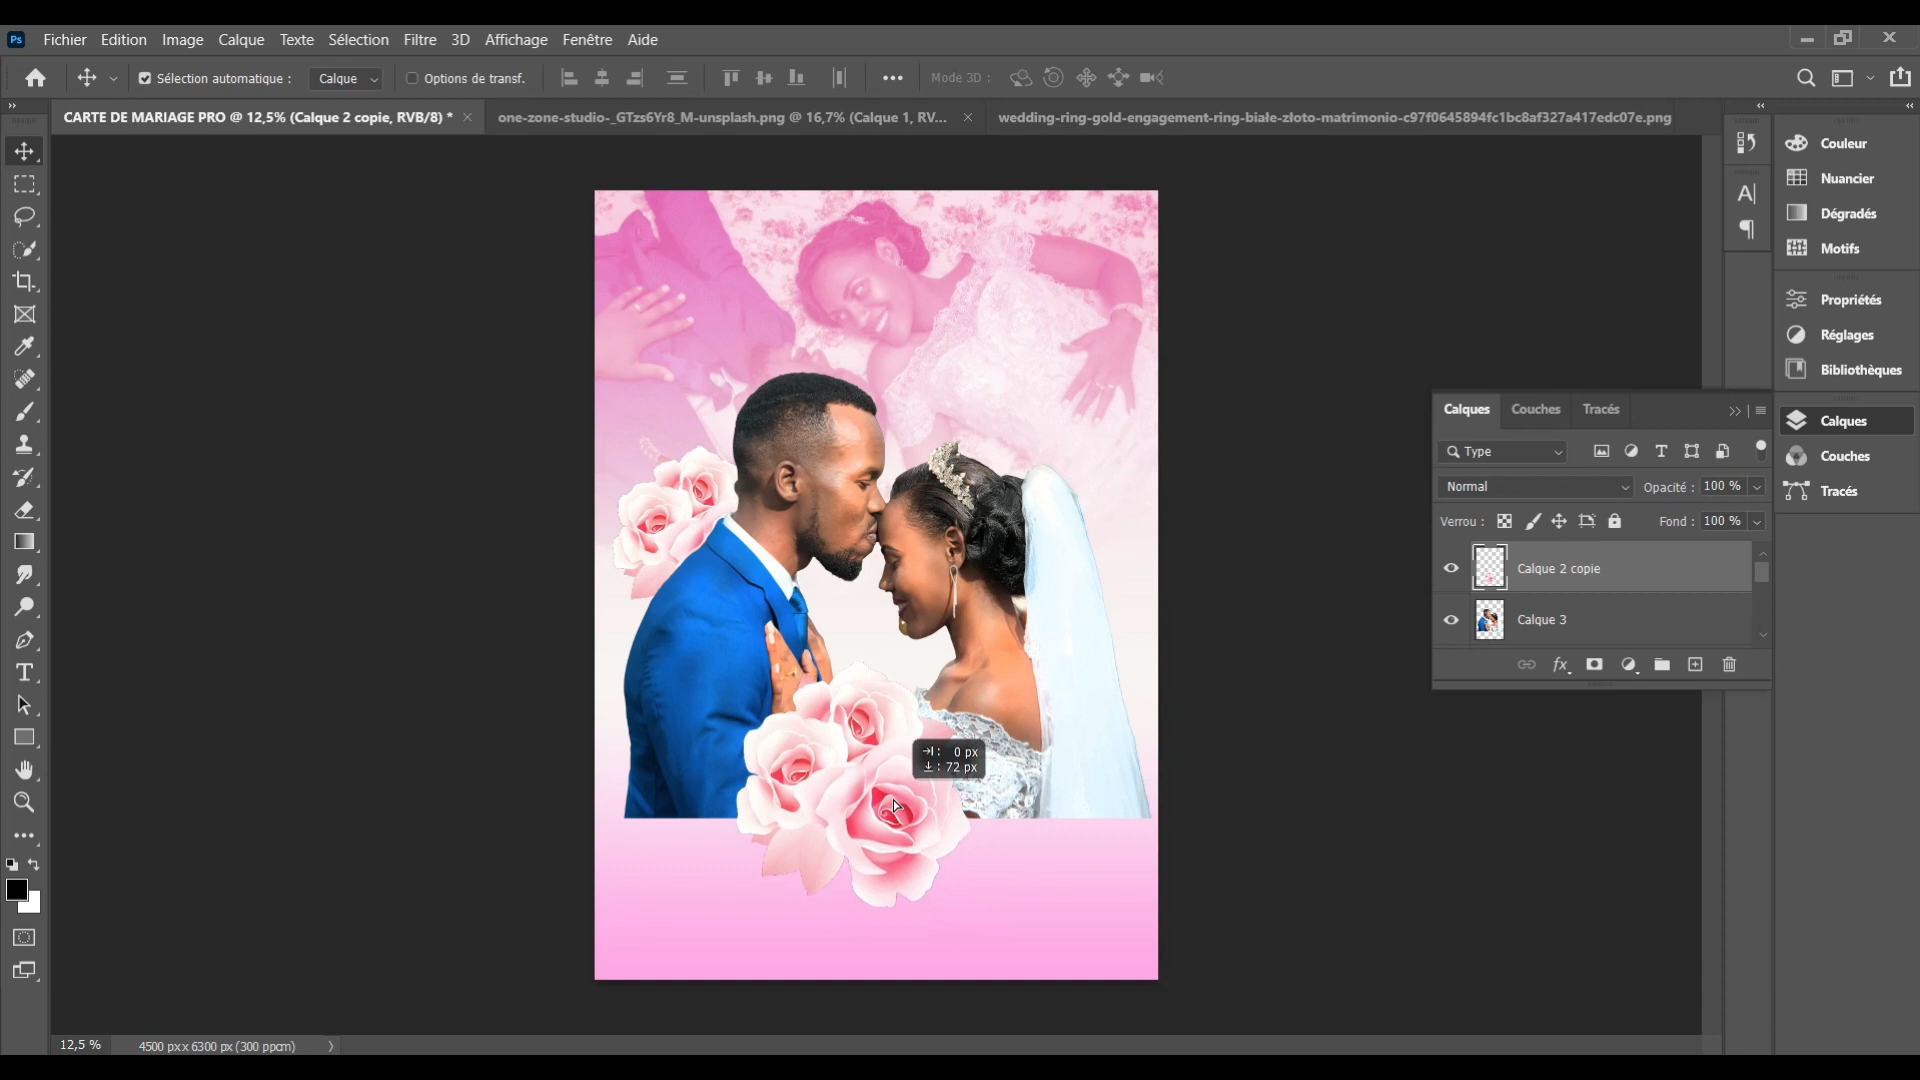 Ps Fichier Edition Image Calque Texte Sélection Filtre 3D Affichage Fenêtre Aide
Sélection automatique : Calque Options de transf. Mode 3D :
CARTE DE MARIAGE PRO @ 12,5% (Calque 2 copie, RVB/8) * one-zone-studio-_GTzs6Yr8_M-unsplash.png @ 16,7% (Calque 1, RV... wedding-ring-gold-engagement-ring-białe-złoto-matrimonio-c97f0645894fc1bc8af327a417edc07e.png
Couleur
Nuancier
Dégradés
Motifs
Propriétés
Réglages
Bibliothèques
Calques
Couches
Tracés
Calques Couches Tracés
Type
Normal Opacité : 100 %
Verrou : Fond : 100 %
Calque 2 copie
Calque 3
: 0 px
: 72 px
12,5 % 4500 px x 6300 px (300 ppcm)